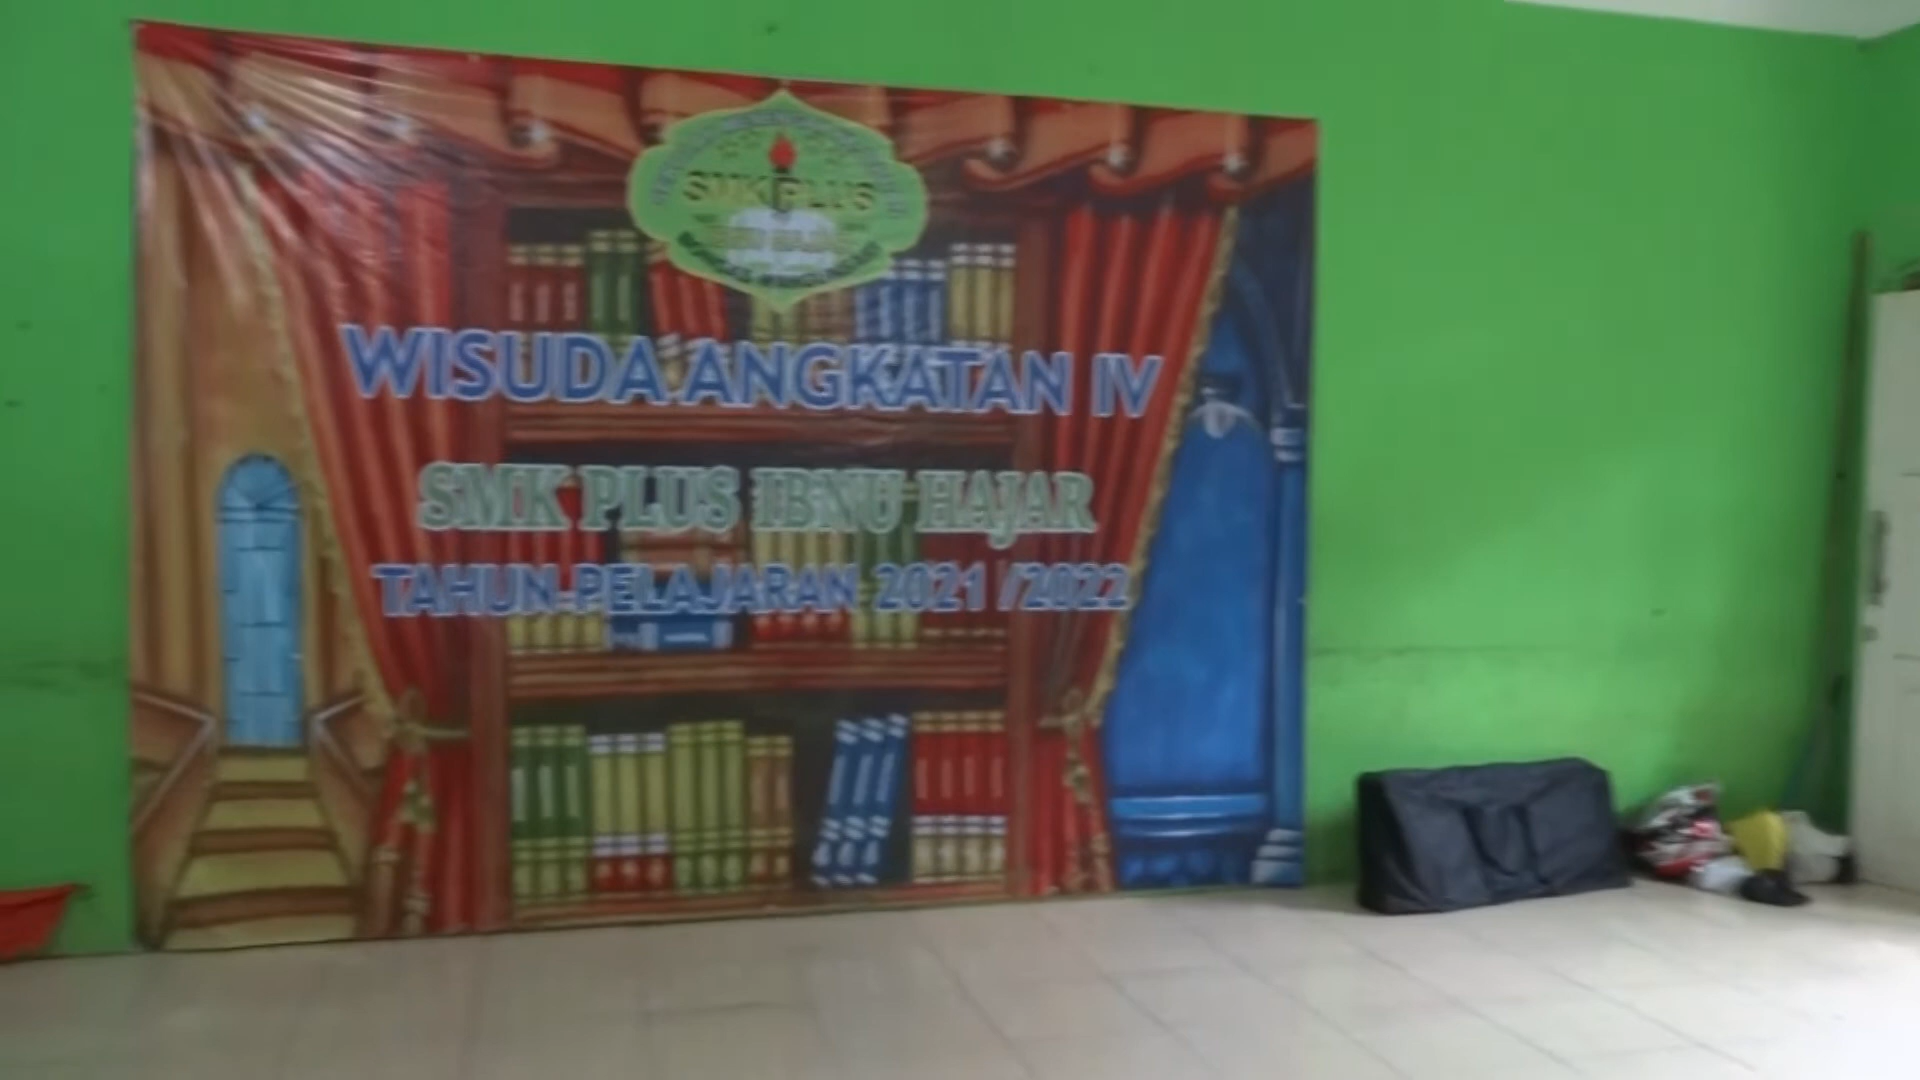 SMK PLUS
WISUDA ANGKATAN IV
SMK PLUS IBNU HAJAR
TAHUN PELAJARAN 2021 /2022